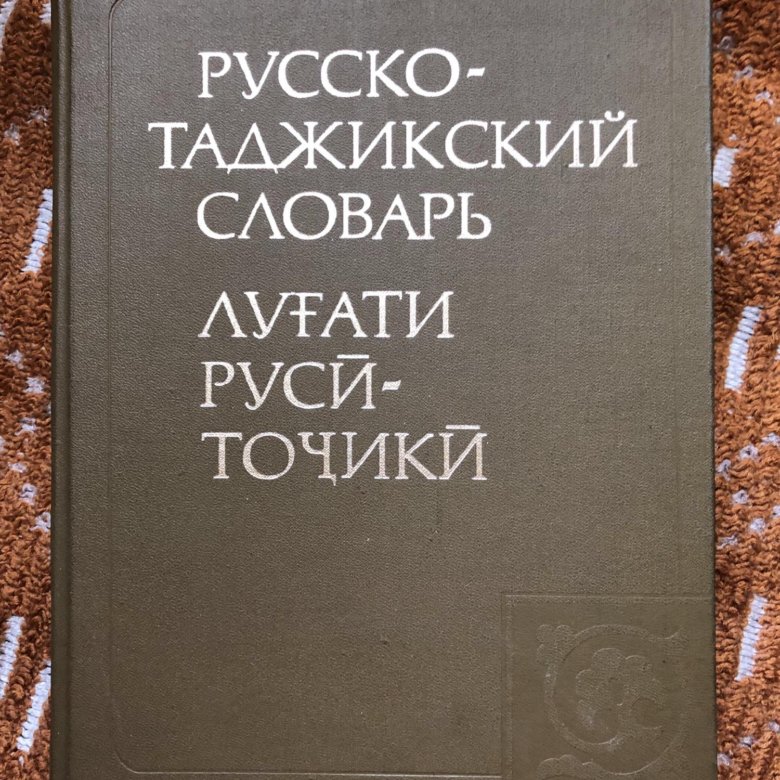 РУССКО-
ТАДЖИКСКИЙ
СЛОВАРЬ
ЛУҒАТИ
РУСӢ-
ТОҶИКӢ